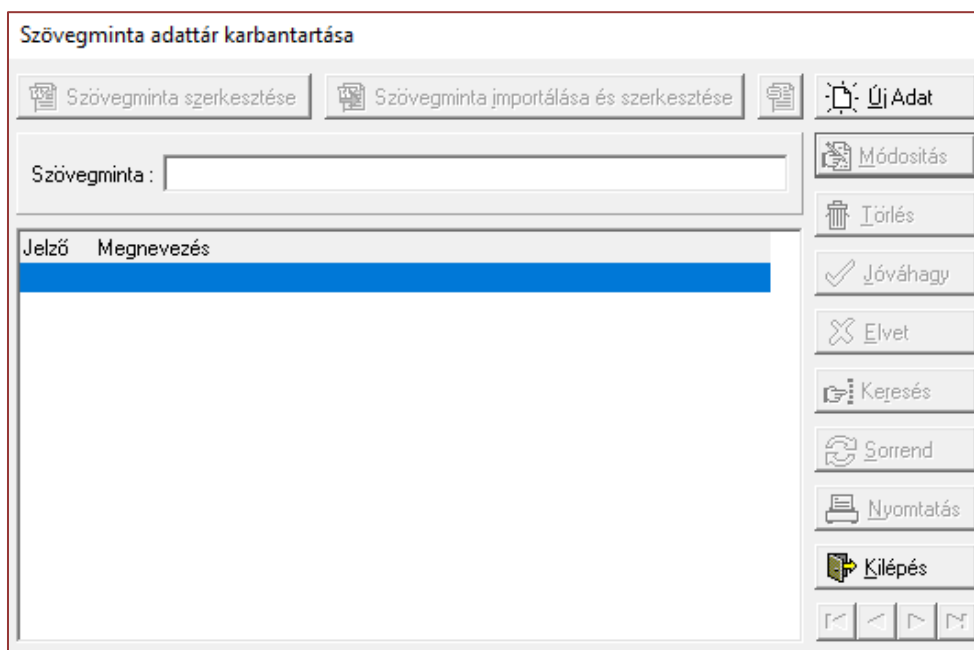 Szövegminta adattár karbantartása
Szövegminta szerkesztése
Szövegminta importálása és szerkesztése
Új Adat
Szövegminta :
Módositás
Törlés
Jelző Megnevezés
Jóváhagy
Elvet
Keresés
Sorrend
Nyomtatás
Kilépés